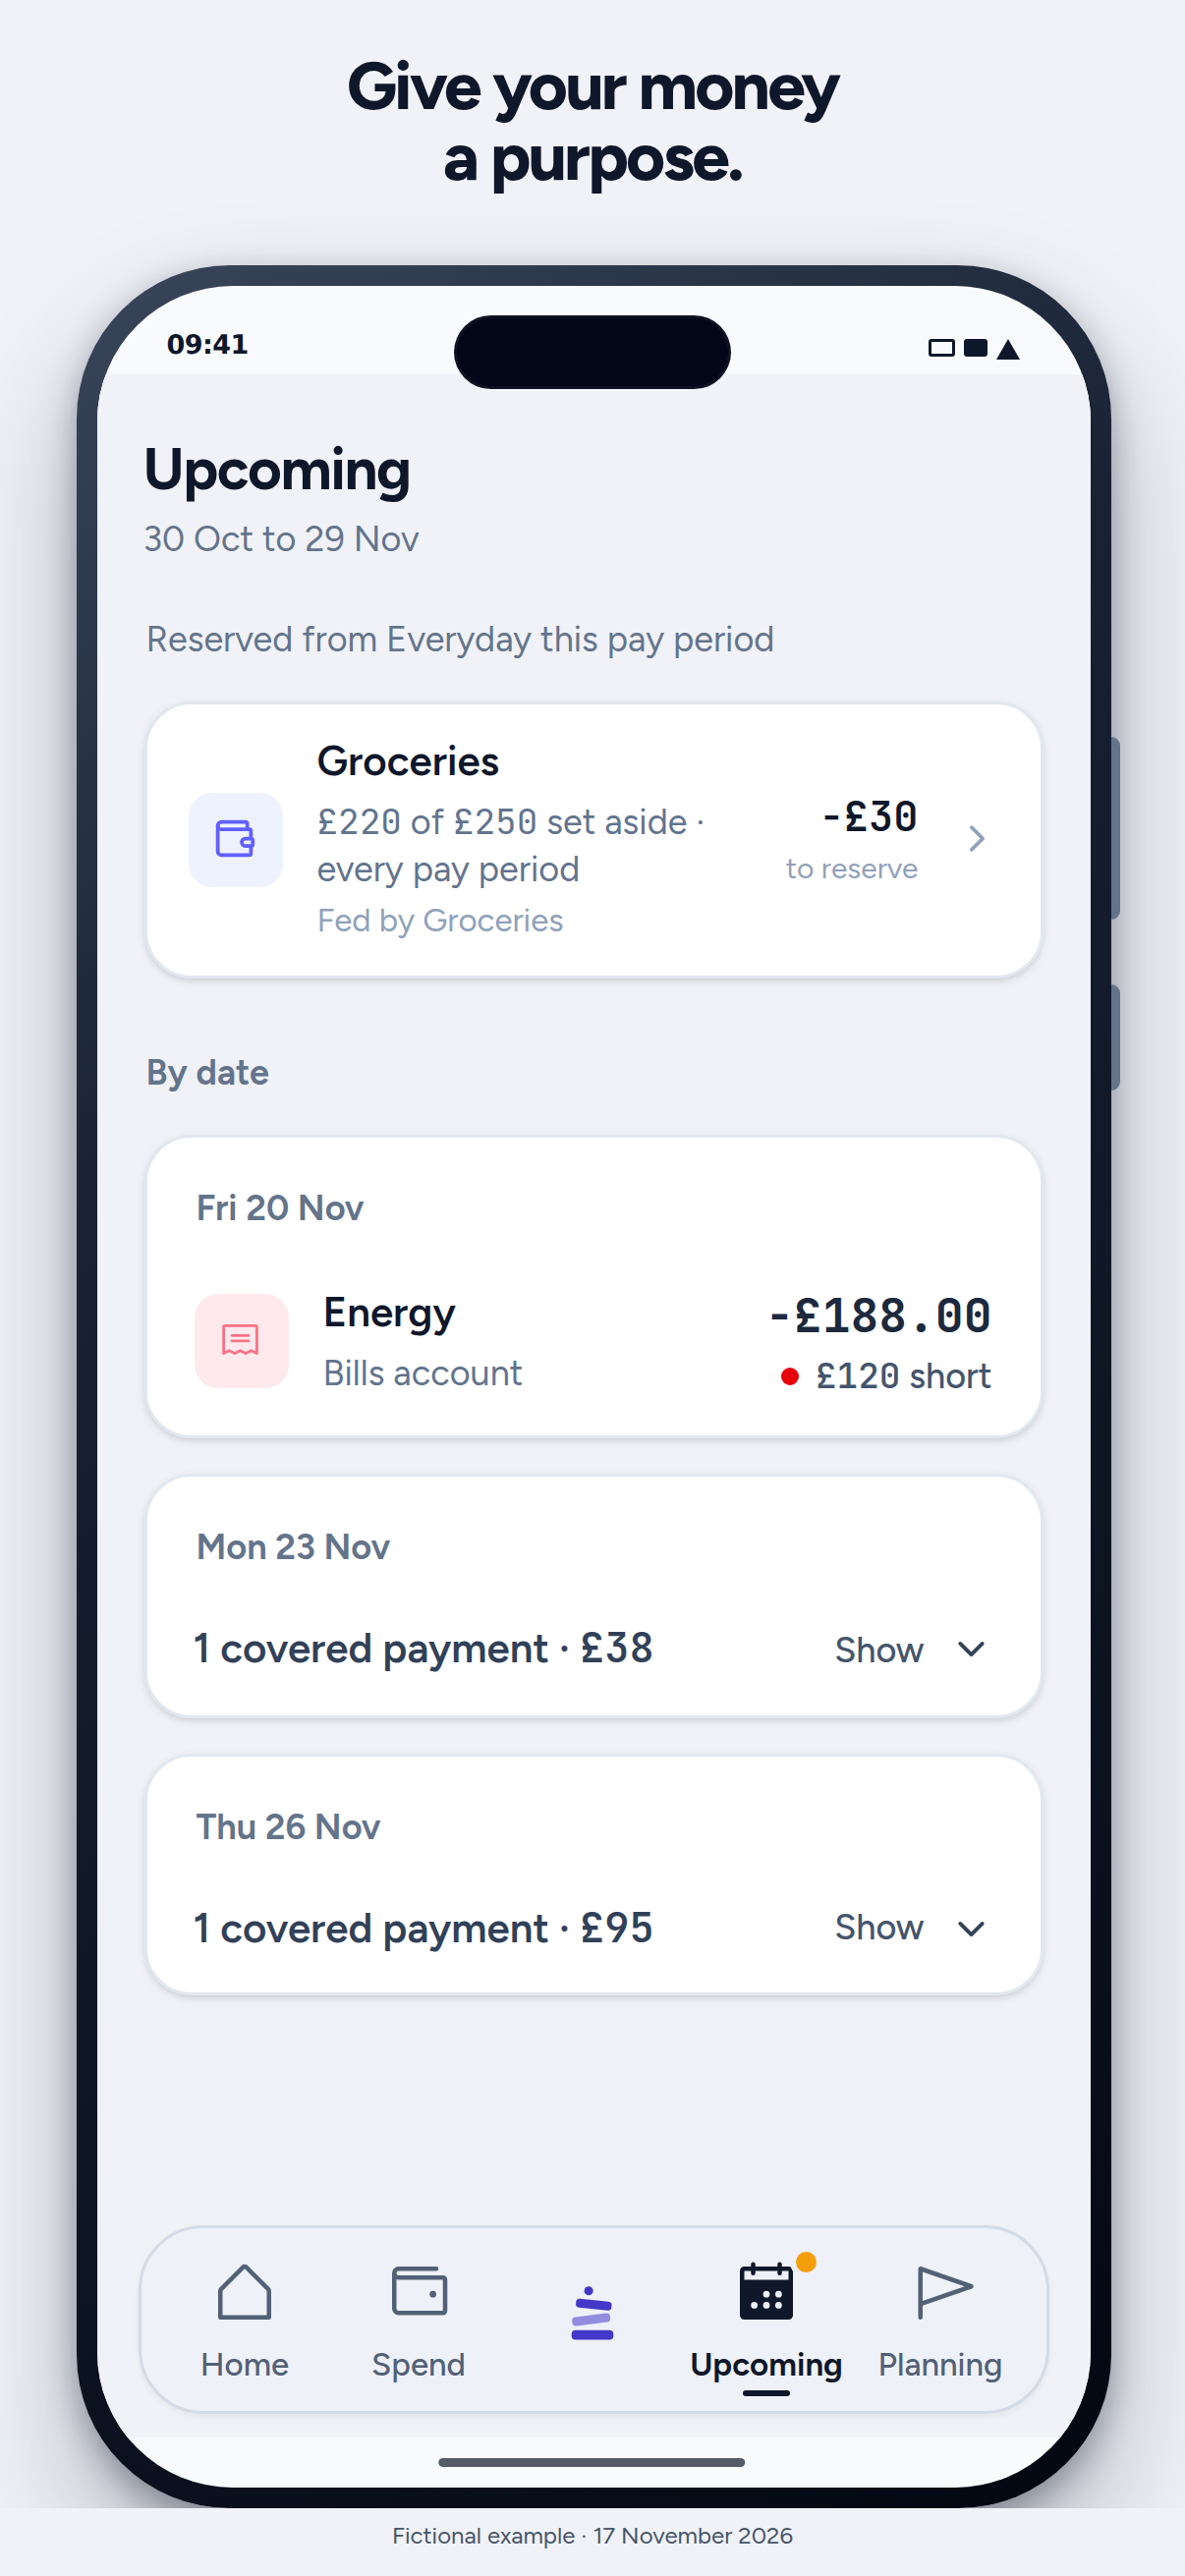 Give your money
a purpose.
09:41
Upcoming
30 Oct to 29 Nov
Reserved from Everyday this pay period
Groceries
£220 of £250 set aside ·
every pay period
Fed by Groceries
-£30
to reserve
By date
Fri 20 Nov
Energy
-£188.00
Bills account
£120 short
Mon 23 Nov
1 covered payment · £38
Show
Thu 26 Nov
1 covered payment · £95
Show
Home
Spend
Upcoming
Planning
Fictional example · 17 November 2026